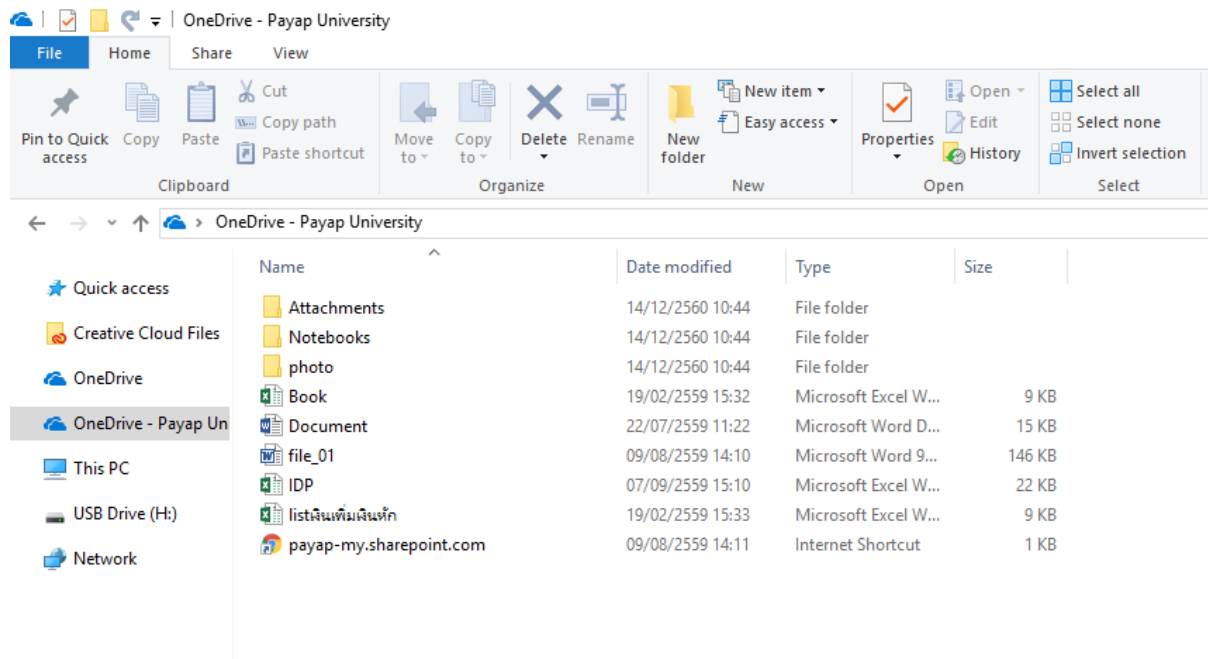 OneDrive - Payap University
File Home Share View
Pin to Quick access
Copy
Paste
Cut
Copy path
Paste shortcut
Clipboard
Move to
Copy to
Delete
Rename
Organize
New folder
New item
Easy access
New
Properties
Open
Edit
History
Open
Select all
Select none
Invert selection
Select
OneDrive - Payap University
Quick access
Creative Cloud Files
OneDrive
OneDrive - Payap Un
This PC
USB Drive (H:)
Network
Name Date modified Type Size
Attachments 14/12/2560 10:44 File folder
Notebooks 14/12/2560 10:44 File folder
photo 14/12/2560 10:44 File folder
Book 19/02/2559 15:32 Microsoft Excel W... 9 KB
Document 22/07/2559 11:22 Microsoft Word D... 15 KB
file_01 09/08/2559 14:10 Microsoft Word 9... 146 KB
IDP 07/09/2559 15:10 Microsoft Excel W... 22 KB
listเงินเพิ่มเงินหัก 19/02/2559 15:33 Microsoft Excel W... 9 KB
payap-my.sharepoint.com 09/08/2559 14:11 Internet Shortcut 1 KB